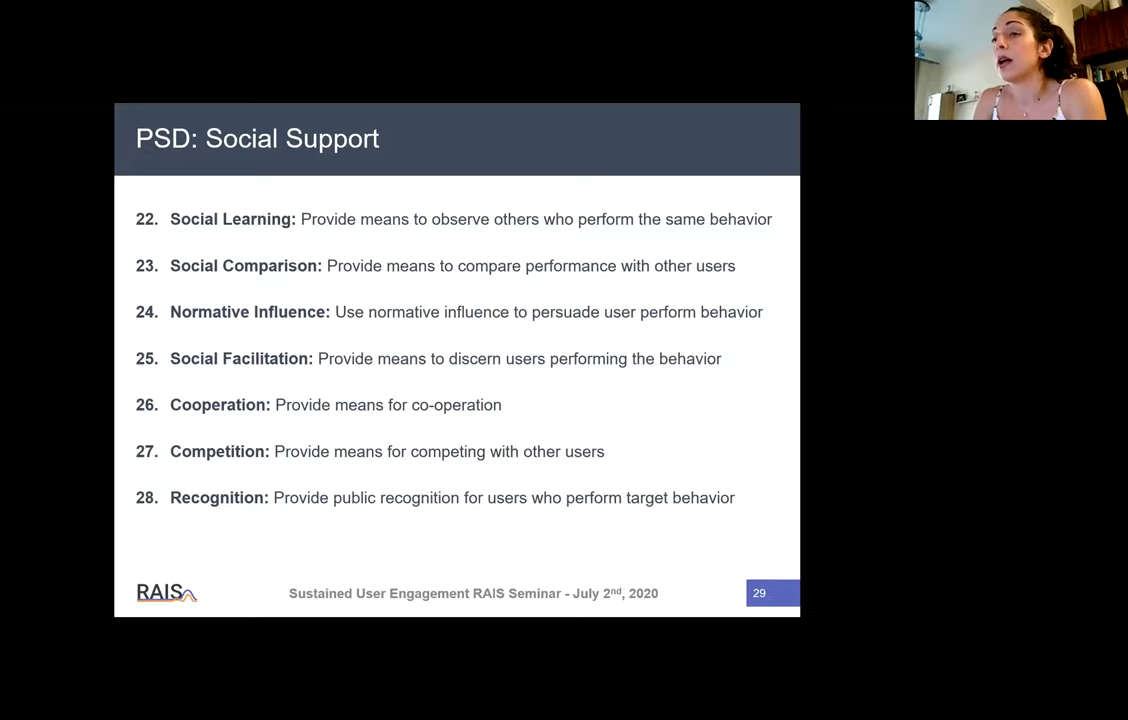 PSD: Social Support
22. Social Learning: Provide means to observe others who perform the same behavior
23. Social Comparison: Provide means to compare performance with other users
24. Normative Influence: Use normative influence to persuade user perform behavior
25. Social Facilitation: Provide means to discern users performing the behavior
26. Cooperation: Provide means for co-operation
27. Competition: Provide means for competing with other users
28. Recognition: Provide public recognition for users who perform target behavior
RAIS
Sustained User Engagement RAIS Seminar - July 2nd, 2020
29